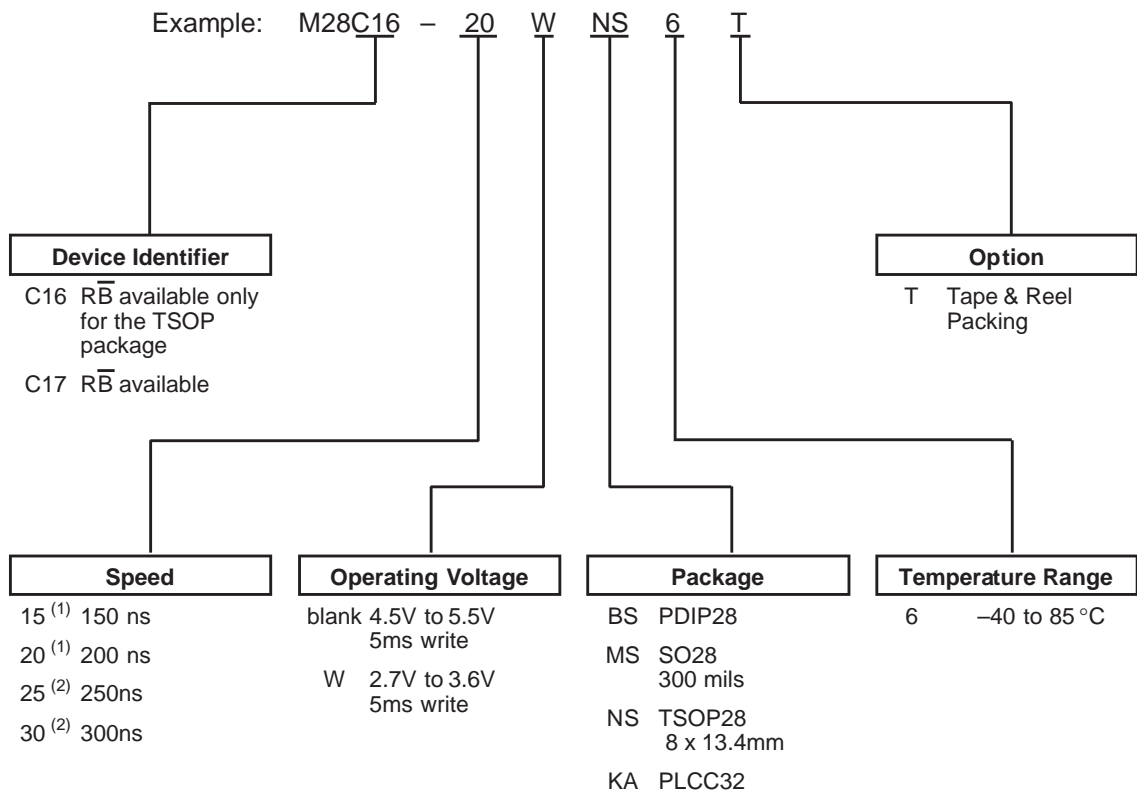 Example: M28C16 – 20 W NS 6 T
Device Identifier
C16 RB̅ available only
for the TSOP
package
C17 RB̅ available
Option
T Tape & Reel
Packing
Speed
15 (1) 150 ns
20 (1) 200 ns
25 (2) 250ns
30 (2) 300ns
Operating Voltage
blank 4.5V to 5.5V
5ms write
W 2.7V to 3.6V
5ms write
Package
BS PDIP28
MS SO28
300 mils
NS TSOP28
8 x 13.4mm
KA PLCC32
Temperature Range
6 –40 to 85 °C